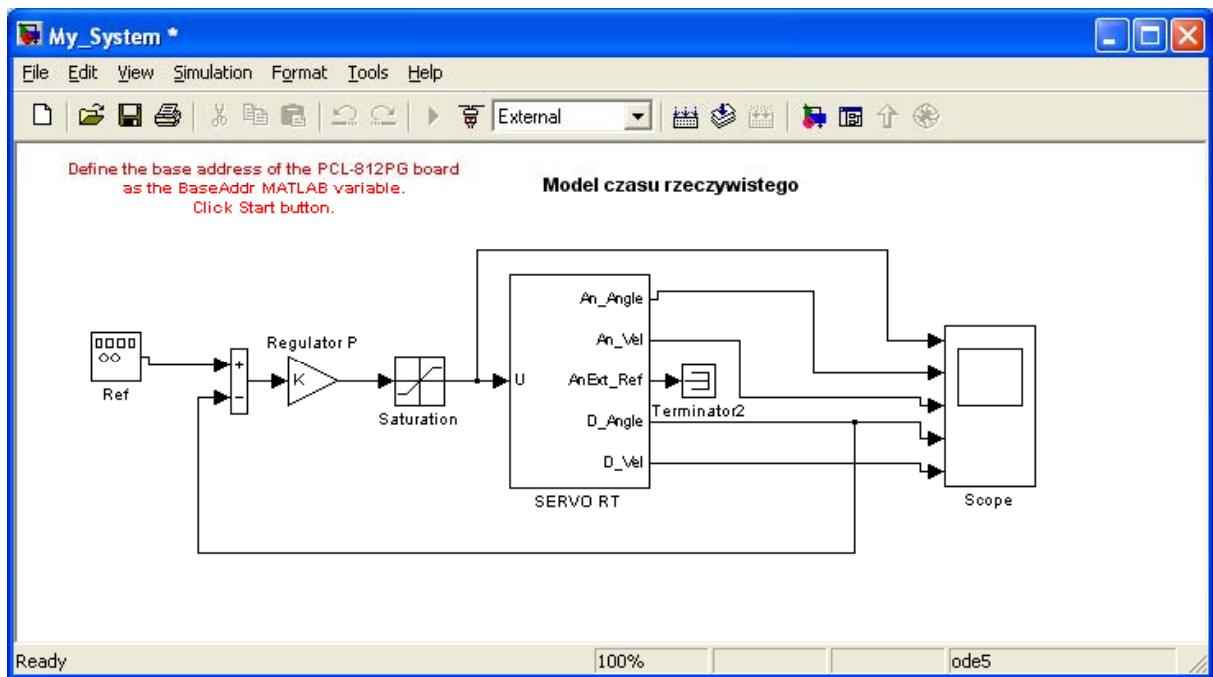 My_System *
File Edit View Simulation Format Tools Help
External
Define the base address of the PCL-812PG board
as the BaseAddr MATLAB variable.
Click Start button.
Model czasu rzeczywistego
Ref
+
-
Regulator P
K
Saturation
U
An_Angle
An_Vel
AnExt_Ref
D_Angle
D_Vel
SERVO RT
Terminator2
Scope
Ready 100% ode5